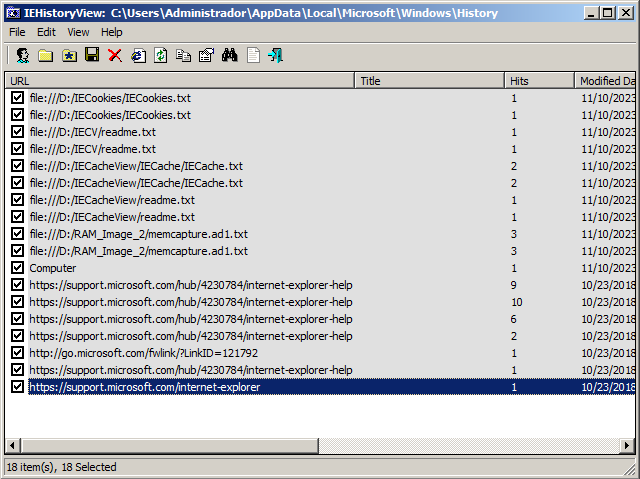 IEHistoryView: C:\Users\Administrador\AppData\Local\Microsoft\Windows\History
File Edit View Help
URL Title Hits Modified Da
file:///D:/IECookies/IECookies.txt 1 11/10/2023
file:///D:/IECookies/IECookies.txt 1 11/10/2023
file:///D:/IECV/readme.txt 1 11/10/2023
file:///D:/IECV/readme.txt 1 11/10/2023
file:///D:/IECacheView/IECache/IECache.txt 2 11/10/2023
file:///D:/IECacheView/IECache/IECache.txt 2 11/10/2023
file:///D:/IECacheView/readme.txt 1 11/10/2023
file:///D:/IECacheView/readme.txt 1 11/10/2023
file:///D:/RAM_Image_2/memcapture.ad1.txt 3 11/10/2023
file:///D:/RAM_Image_2/memcapture.ad1.txt 3 11/10/2023
Computer 1 11/10/2023
https://support.microsoft.com/hub/4230784/internet-explorer-help 9 10/23/2018
https://support.microsoft.com/hub/4230784/internet-explorer-help 10 10/23/2018
https://support.microsoft.com/hub/4230784/internet-explorer-help 6 10/23/2018
https://support.microsoft.com/hub/4230784/internet-explorer-help 2 10/23/2018
http://go.microsoft.com/fwlink/?LinkID=121792 1 10/23/2018
https://support.microsoft.com/hub/4230784/internet-explorer-help 1 10/23/2018
https://support.microsoft.com/internet-explorer 1 10/23/2018
18 item(s), 18 Selected